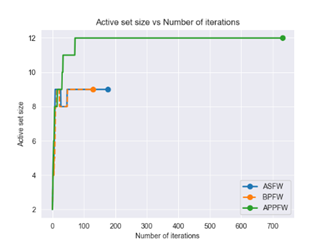 Active set size vs Number of iterations
12
10
8
6
4
2
Active set size
0
100
200
300
400
500
600
700
Number of iterations
ASFW
BPFW
APPFW